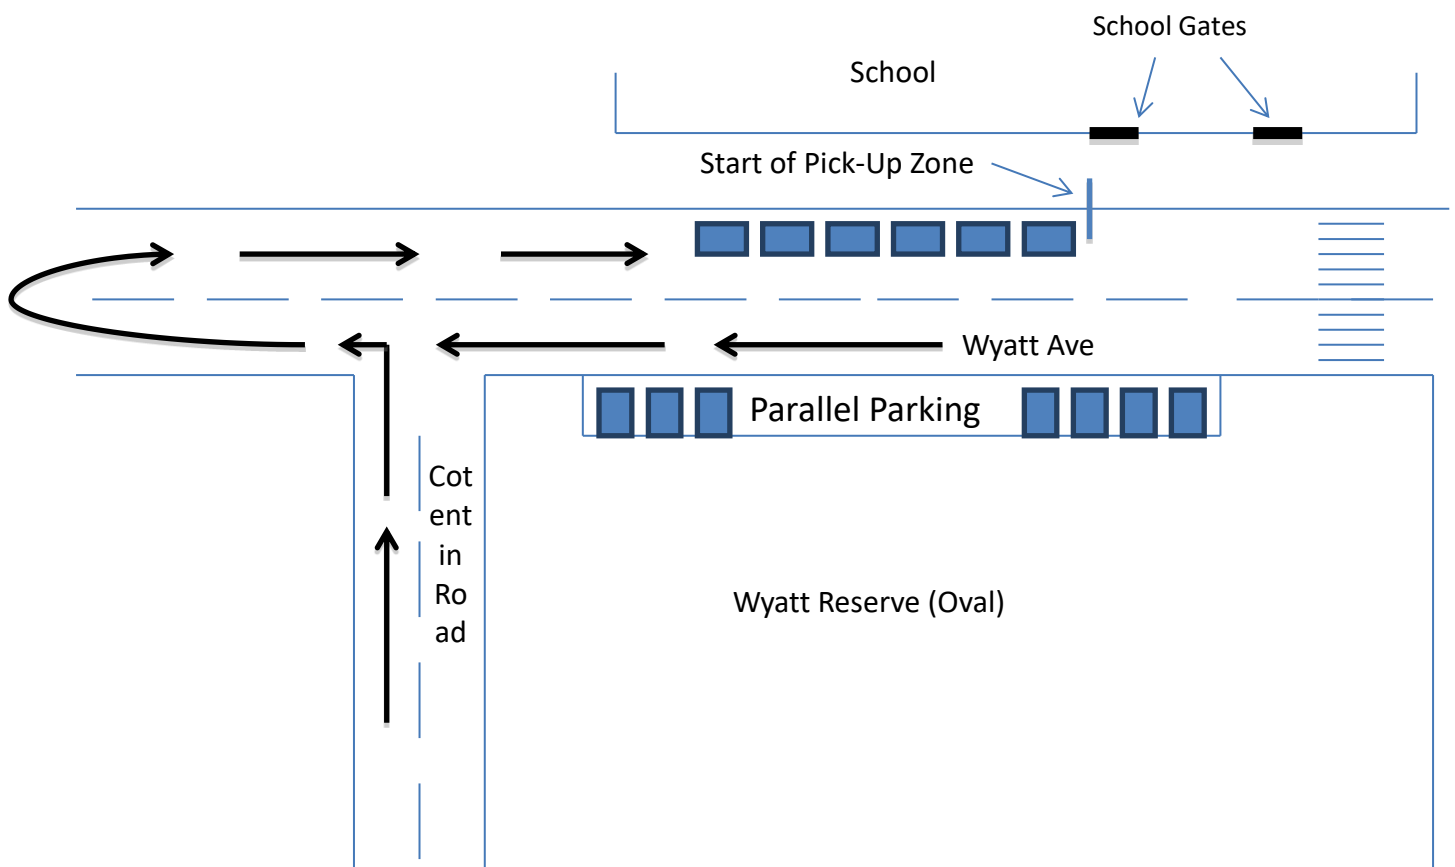 School Gates
School
Start of Pick-Up Zone
Wyatt Ave
Parallel Parking
Cot
ent
in
Ro
ad
Wyatt Reserve (Oval)